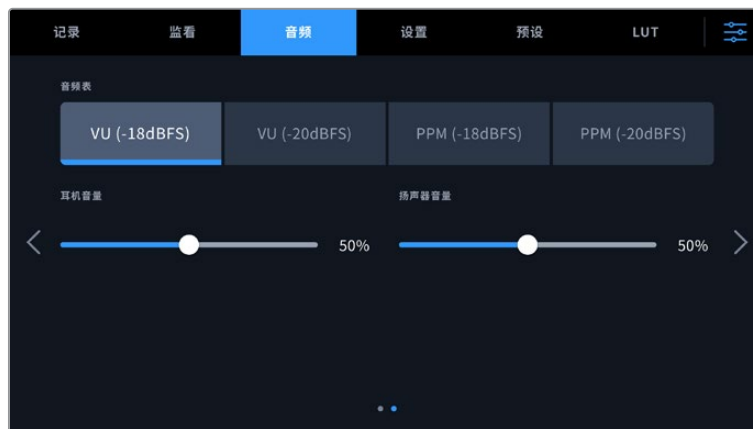 记录 监看 音频 设置 预设 LUT
音频表
VU (-18dBFS) VU (-20dBFS) PPM (-18dBFS) PPM (-20dBFS)
耳机音量 扬声器音量
50% 50%